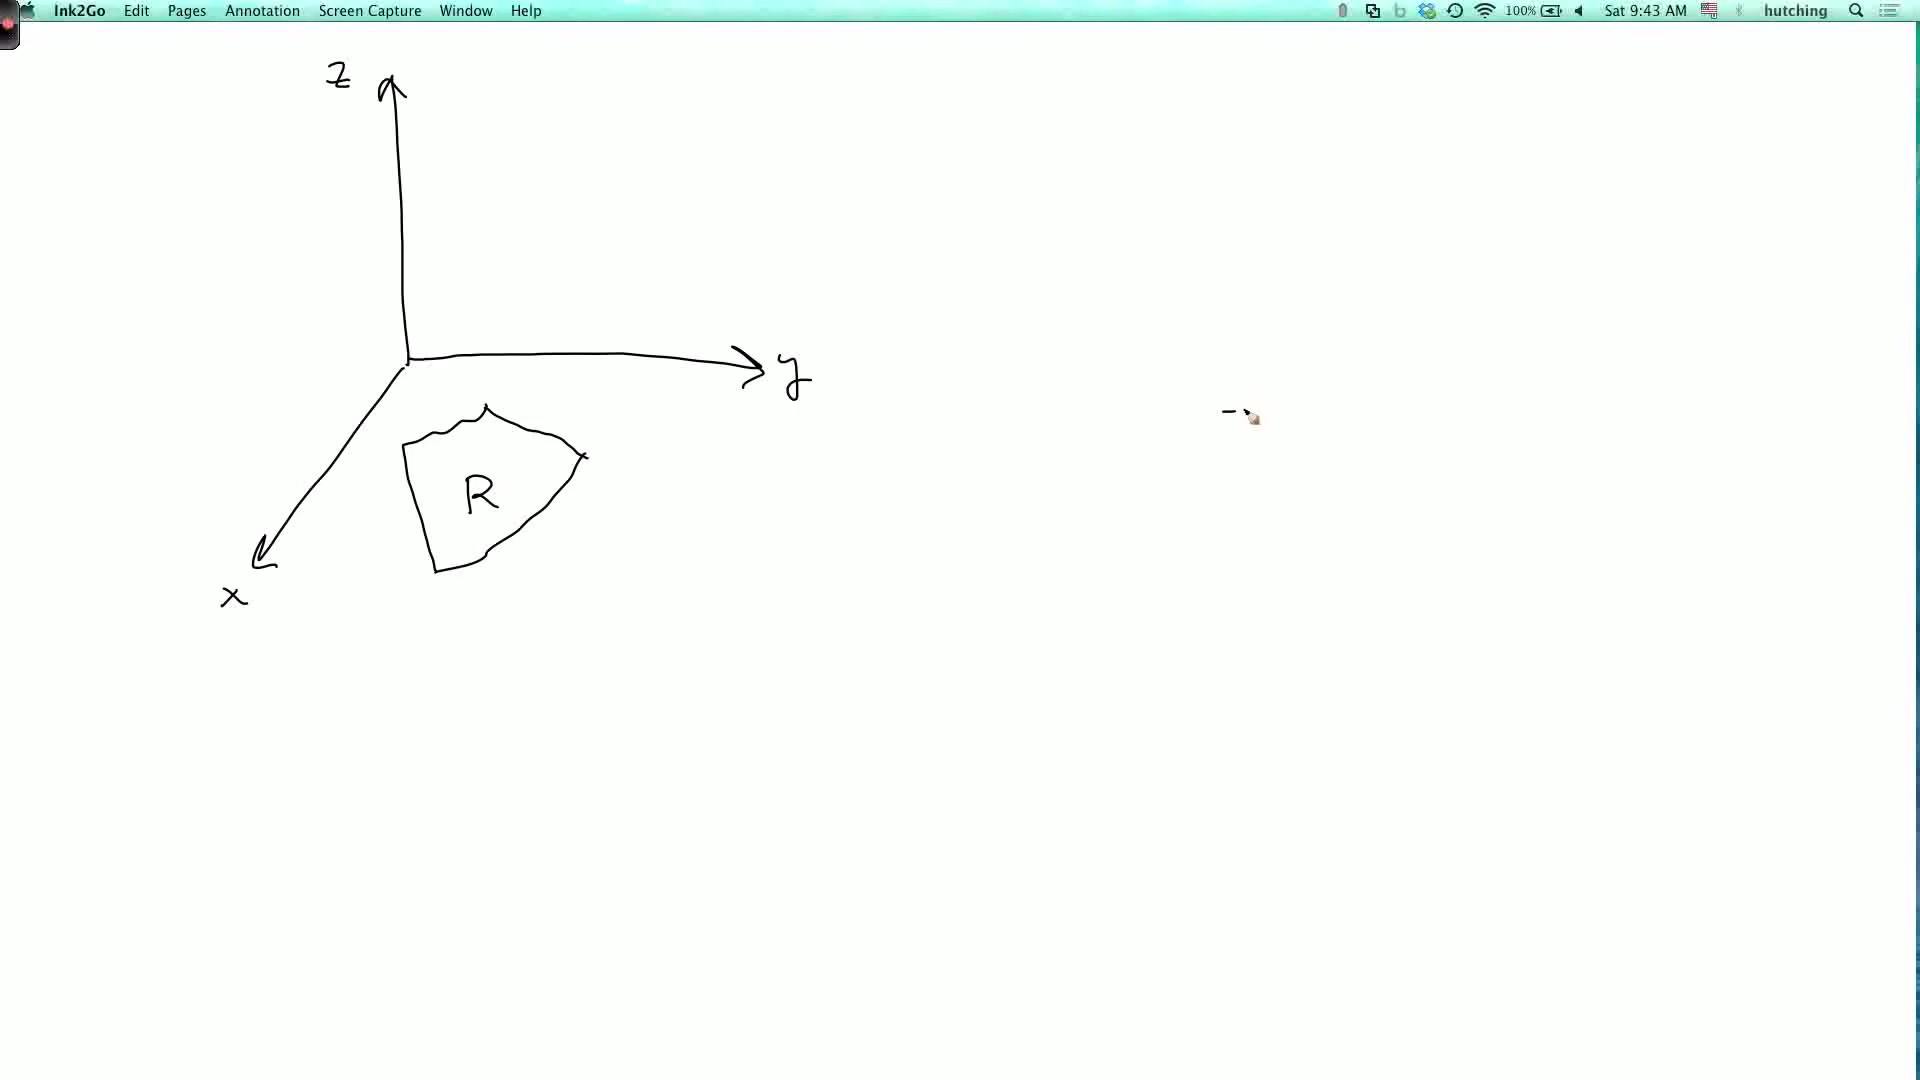 Ink2Go Edit Pages Annotation Screen Capture Window Help 100% Sat 9:43 AM hutching
z
y
R
x